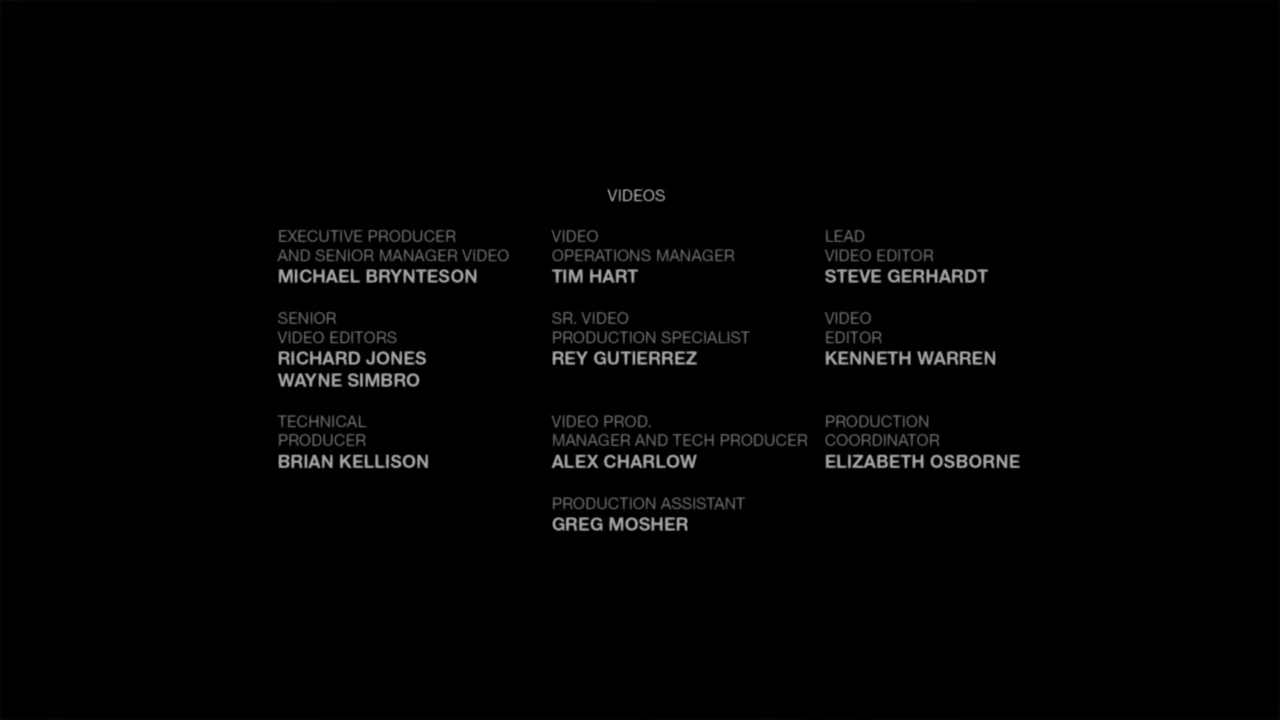 VIDEOS
EXECUTIVE PRODUCER
AND SENIOR MANAGER VIDEO
MICHAEL BRYNTESON
VIDEO
OPERATIONS MANAGER
TIM HART
LEAD
VIDEO EDITOR
STEVE GERHARDT
SENIOR
VIDEO EDITORS
RICHARD JONES
WAYNE SIMBRO
SR. VIDEO
PRODUCTION SPECIALIST
REY GUTIERREZ
VIDEO
EDITOR
KENNETH WARREN
TECHNICAL
PRODUCER
BRIAN KELLISON
VIDEO PROD.
MANAGER AND TECH PRODUCER
ALEX CHARLOW
PRODUCTION
COORDINATOR
ELIZABETH OSBORNE
PRODUCTION ASSISTANT
GREG MOSHER